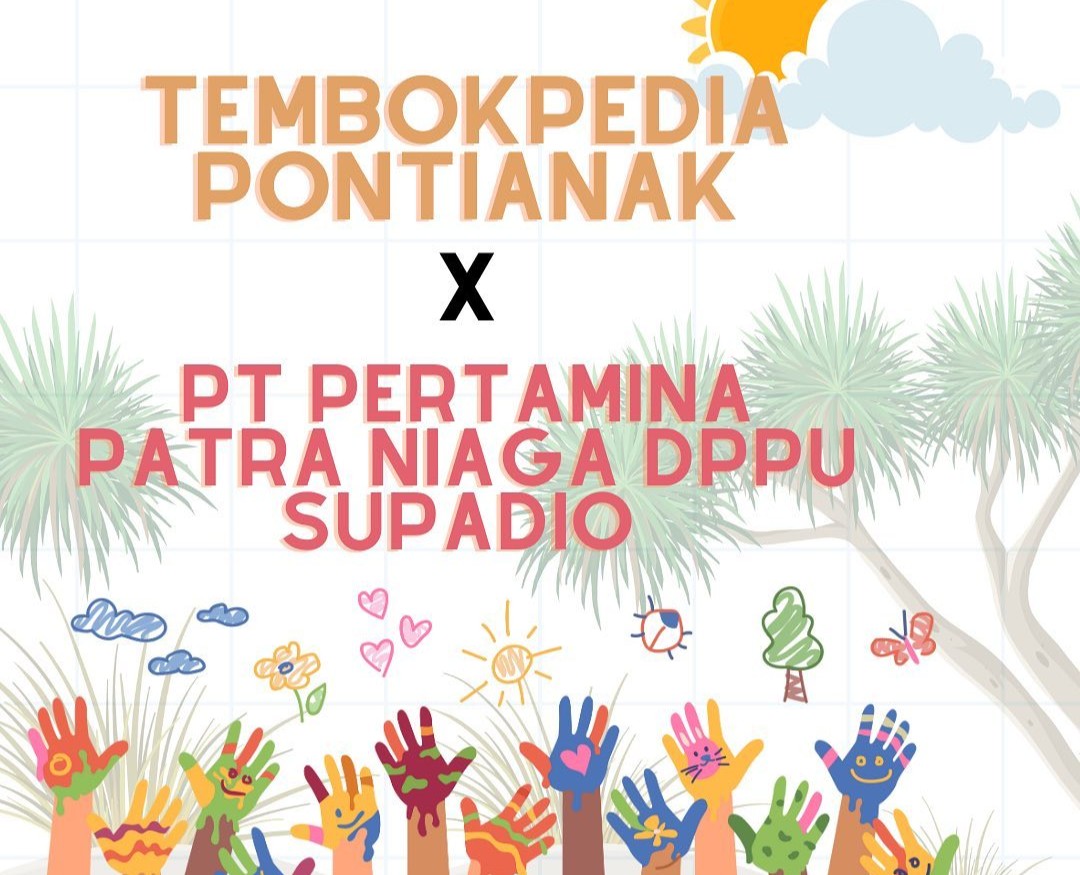 TEMBOKPEDIA
PONTIANAK
X
PT PERTAMINA
PATRA NIAGA DPPU
SUPADIO